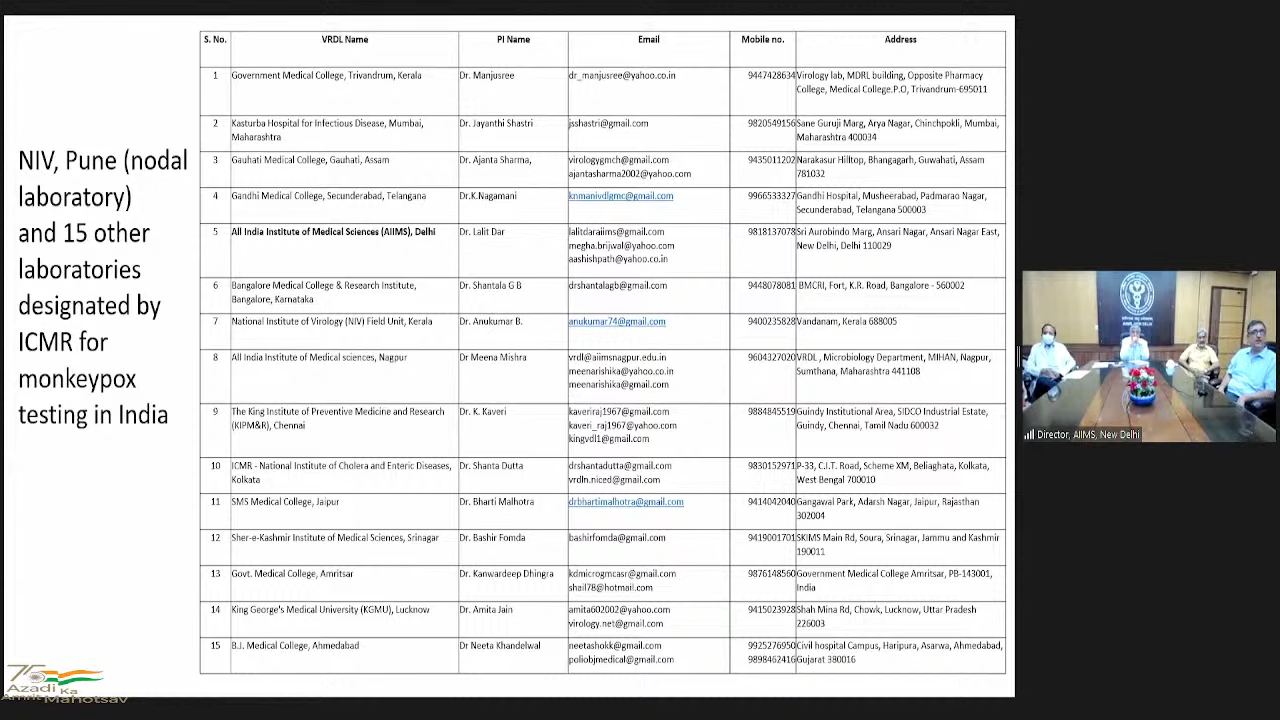 NIV, Pune (nodal
laboratory)
and 15 other
laboratories
designated by
ICMR for
monkeypox
testing in India
S. No. VRDL Name PI Name Email Mobile no. Address
1 Government Medical College, Trivandrum, Kerala Dr. Manjusree dr_manjusree@yahoo.co.in 9447428634 Virology lab, MDRL building, Opposite Pharmacy
College, Medical College.P.O, Trivandrum-695011
2 Kasturba Hospital for Infectious Disease, Mumbai, Dr. Jayanthi Shastri jsshastri@gmail.com 9820549156 Sane Guruji Marg, Arya Nagar, Chinchpokli, Mumbai,
Maharashtra Maharashtra 400034
3 Gauhati Medical College, Gauhati, Assam Dr. Ajanta Sharma, virologygmch@gmail.com 9435011202 Narakasur Hilltop, Bhangagarh, Guwahati, Assam
ajantasharma2002@yahoo.com 781032
4 Gandhi Medical College, Secunderabad, Telangana Dr.K.Nagamani knmanivdlgmc@gmail.com 9966533327 Gandhi Hospital, Musheerabad, Padmarao Nagar,
Secunderabad, Telangana 500003
5 All India Institute of Medical Sciences (AIIMS), Delhi Dr. Lalit Dar lalitdaraiims@gmail.com 9818137078 Sri Aurobindo Marg, Ansari Nagar, Ansari Nagar East,
megha.brijwal@yahoo.com New Delhi, Delhi 110029
aashishpath@yahoo.co.in
6 Bangalore Medical College & Research Institute, Dr. Shantala G B drshantalagb@gmail.com 9448078081 BMCRI, Fort, K.R. Road, Bangalore - 560002
Bangalore, Karnataka
7 National Institute of Virology (NIV) Field Unit, Kerala Dr. Anukumar B. anukumar74@gmail.com 9400235828 Vandanam, Kerala 688005
8 All India Institute of Medical sciences, Nagpur Dr Meena Mishra vrdl@aiimsnagpur.edu.in 9604327020 VRDL , Microbiology Department, MIHAN, Nagpur,
meenarishika@yahoo.co.in Sumthana, Maharashtra 441108
meenarishika@gmail.com
9 The King Institute of Preventive Medicine and Research Dr. K. Kaveri kaveriraj1967@gmail.com 9884845519 Guindy Institutional Area, SIDCO Industrial Estate,
(KIPM&R), Chennai kaveri_raj1967@yahoo.com Guindy, Chennai, Tamil Nadu 600032
kingvdl1@gmail.com
10 ICMR - National Institute of Cholera and Enteric Diseases, Dr. Shanta Dutta drshantadutta@gmail.com 9830152971 P-33, C.I.T. Road, Scheme XM, Beliaghata, Kolkata,
Kolkata vrdln.niced@gmail.com West Bengal 700010
11 SMS Medical College, Jaipur Dr. Bharti Malhotra drbhartimalhotra@gmail.com 9414042040 Gangawal Park, Adarsh Nagar, Jaipur, Rajasthan
302004
12 Sher-e-Kashmir Institute of Medical Sciences, Srinagar Dr. Bashir Fomda bashirfomda@gmail.com 9419001701 SKIMS Main Rd, Soura, Srinagar, Jammu and Kashmir
190011
13 Govt. Medical College, Amritsar Dr. Kanwardeep Dhingra kdmicrogmcasr@gmail.com 9876148560 Government Medical College Amritsar, PB-143001,
shail78@hotmail.com India
14 King George's Medical University (KGMU), Lucknow Dr. Amita Jain amita602002@yahoo.com 9415023928 Shah Mina Rd, Chowk, Lucknow, Uttar Pradesh
virology.net@gmail.com 226003
15 B.J. Medical College, Ahmedabad Dr Neeta Khandelwal neetashokk@gmail.com 9925276950 Civil hospital Campus, Haripura, Asarwa, Ahmedabad,
poliobjmedical@gmail.com 9898462416 Gujarat 380016
Director, AIIMS, New Delhi
75
Azadi Ka
Amrit Mahotsav